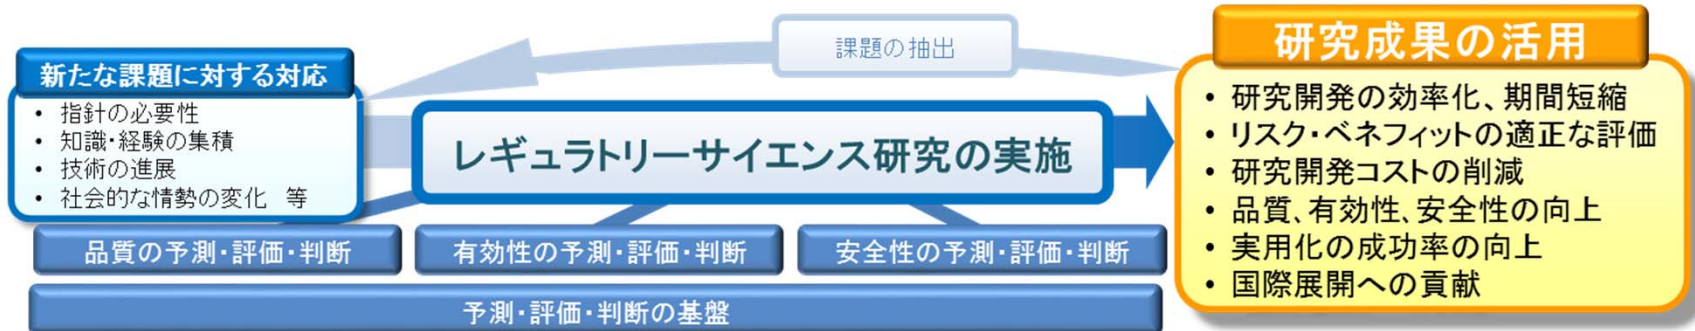 課題の抽出
新たな課題に対する対応
• 指針の必要性
• 知識・経験の集積
• 技術の進展
• 社会的な情勢の変化　等
レギュラトリーサイエンス研究の実施
品質の予測・評価・判断
有効性の予測・評価・判断
安全性の予測・評価・判断
予測・評価・判断の基盤
研究成果の活用
• 研究開発の効率化、期間短縮
• リスク・ベネフィットの適正な評価
• 研究開発コストの削減
• 品質、有効性、安全性の向上
• 実用化の成功率の向上
• 国際展開への貢献